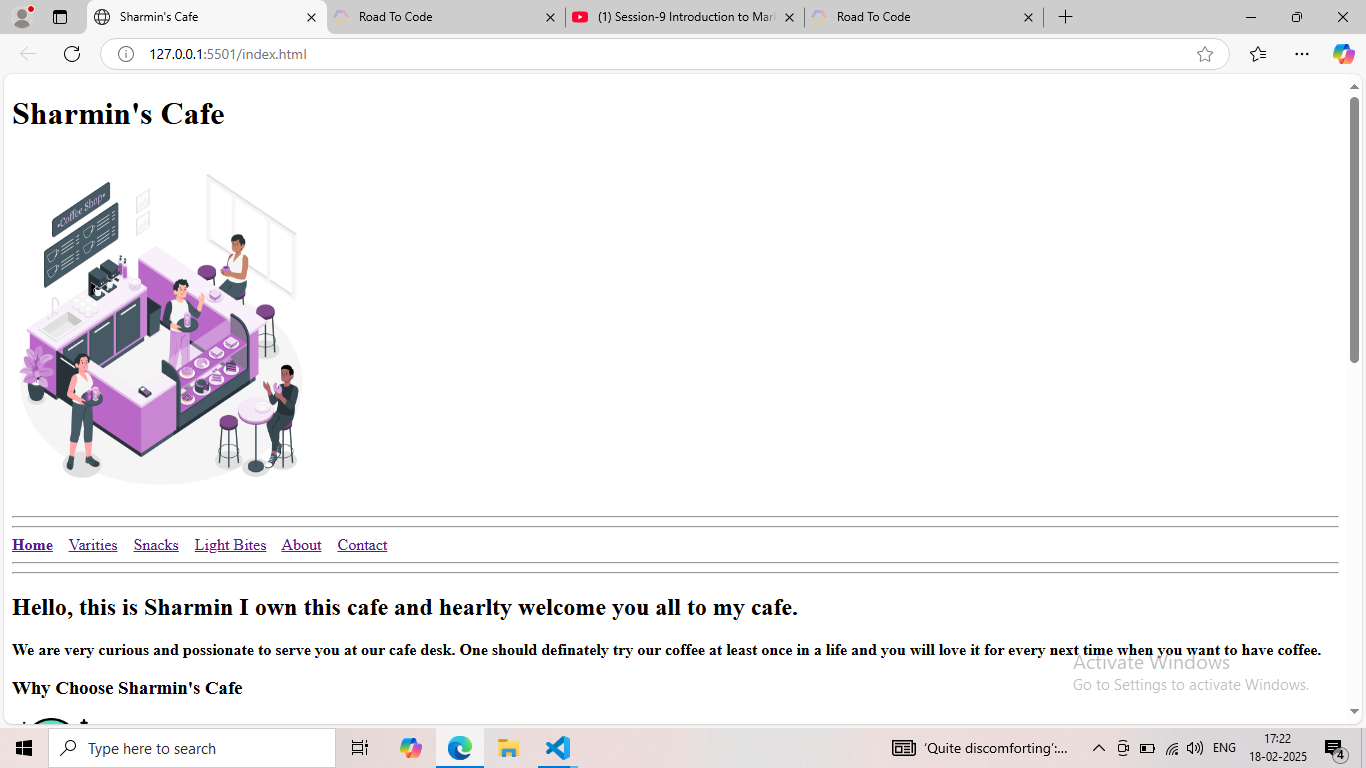 Sharmin's Cafe
Road To Code
(1) Session-9 Introduction to Mar
Road To Code
127.0.0.1:5501/index.html
Sharmin's Cafe
•Coffee Shop•
Home Varities Snacks Light Bites About Contact
Hello, this is Sharmin I own this cafe and hearlty welcome you all to my cafe.
We are very curious and possionate to serve you at our cafe desk. One should definately try our coffee at least once in a life and you will love it for every next time when you want to have coffee.
Activate Windows
Go to Settings to activate Windows.
Why Choose Sharmin's Cafe
Type here to search
'Quite discomforting':...
ENG
17:22
18-02-2025
4